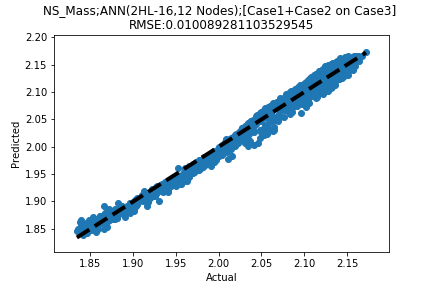 NS_Mass;ANN(2HL-16,12 Nodes);[Case1+Case2 on Case3]
RMSE:0.010089281103529545
2.20
2.15
2.10
2.05
2.00
1.95
1.90
1.85
Predicted
1.85 1.90 1.95 2.00 2.05 2.10 2.15
Actual